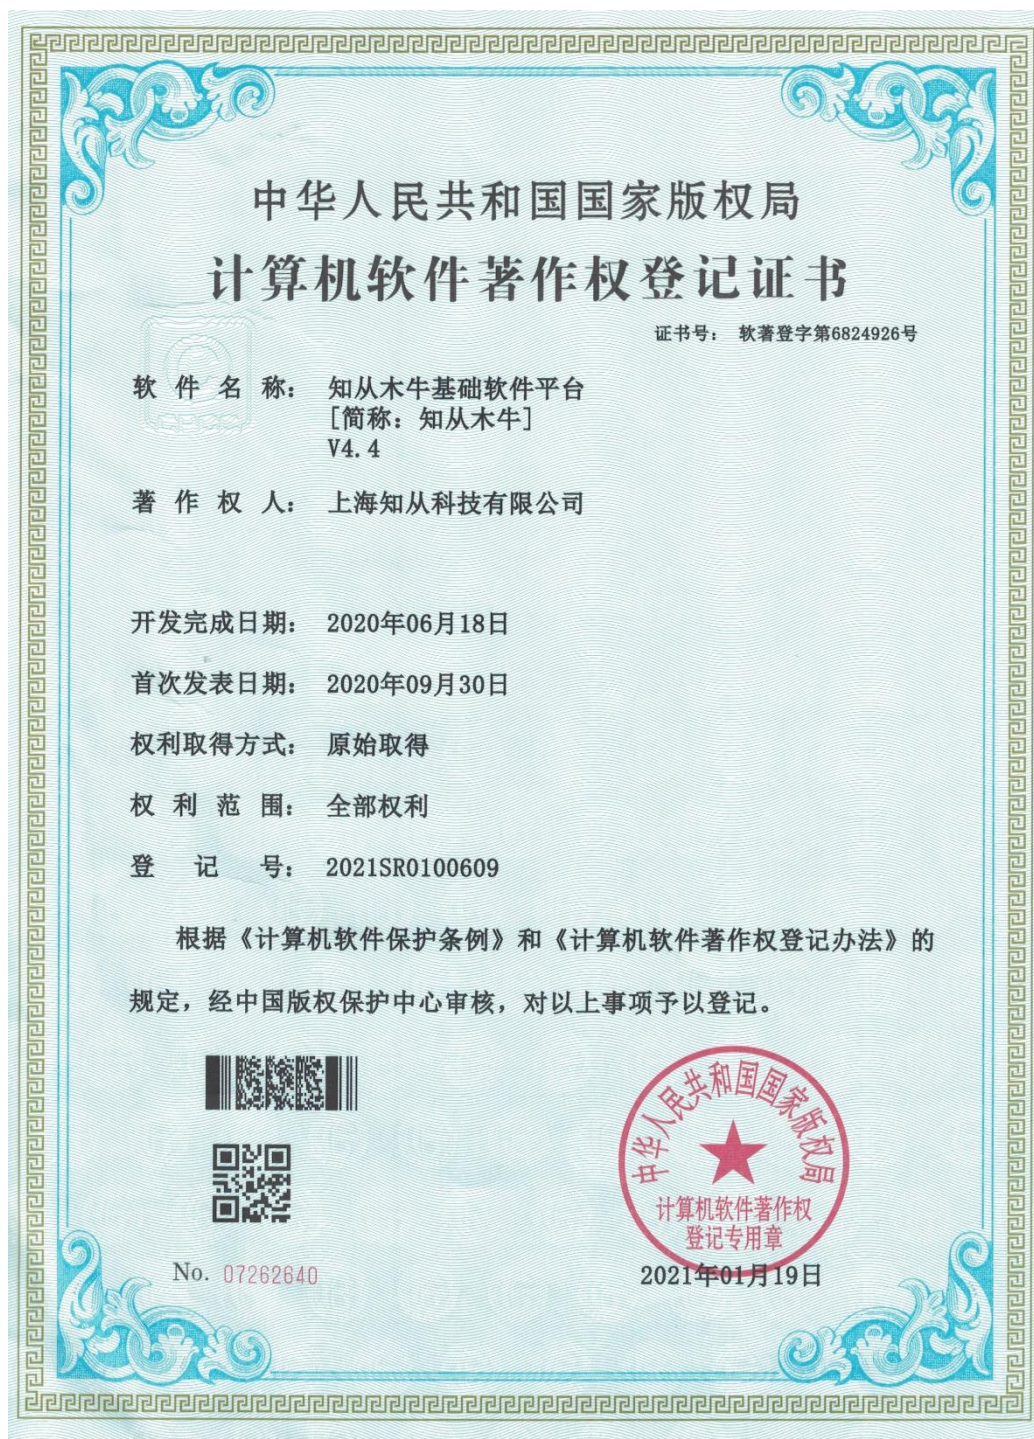 中华人民共和国国家版权局
计算机软件著作权登记证书
证书号： 软著登字第6824926号
软件名称： 知从木牛基础软件平台
[简称：知从木牛]
V4.4
著作权人： 上海知从科技有限公司
开发完成日期： 2020年06月18日
首次发表日期： 2020年09月30日
权利取得方式： 原始取得
权利范围： 全部权利
登记号： 2021SR0100609
根据《计算机软件保护条例》和《计算机软件著作权登记办法》的
规定，经中国版权保护中心审核，对以上事项予以登记。
中华人民共和国国家版权局
计算机软件著作权
登记专用章
No. 07262640
2021年01月19日